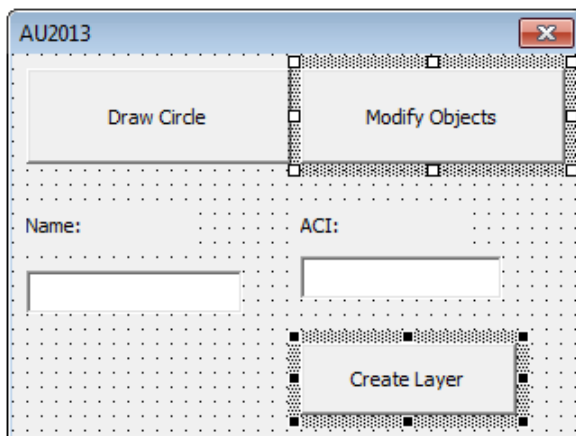 AU2013
Draw Circle
Modify Objects
Name:
ACI:
Create Layer